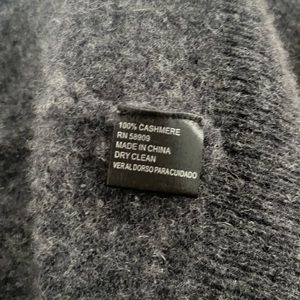 100% CASHMERE
RN 58909
MADE IN CHINA
DRY CLEAN
VER AL DORSO PARA CUIDADO